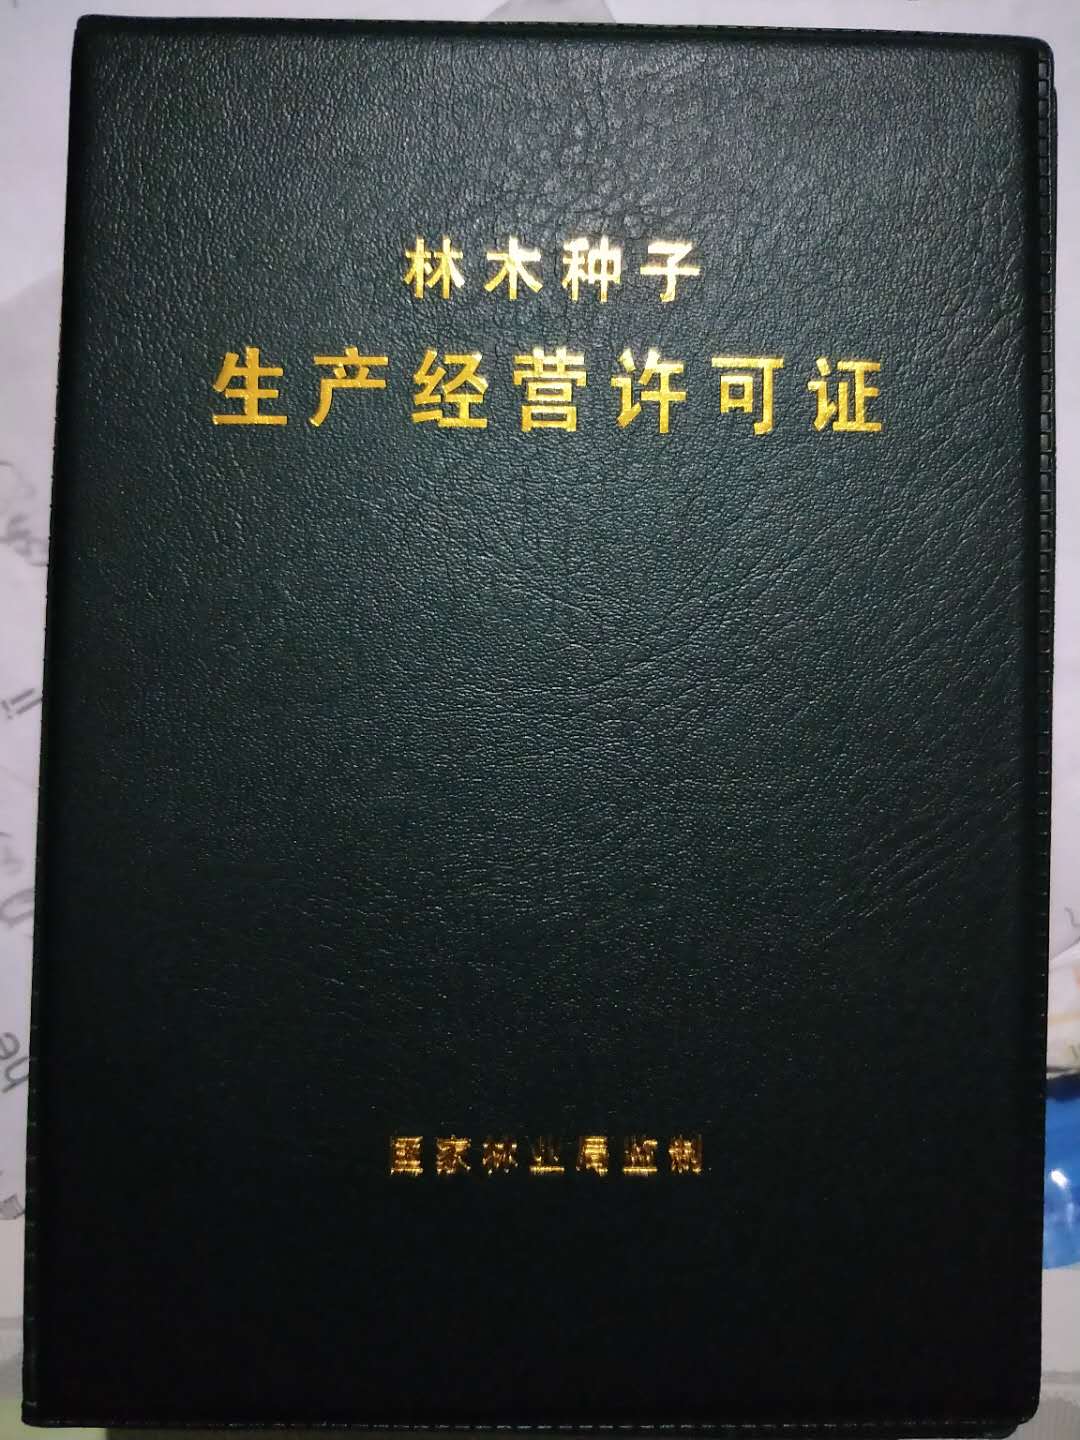 林木种子
生产经营许可证
国家林业局监制